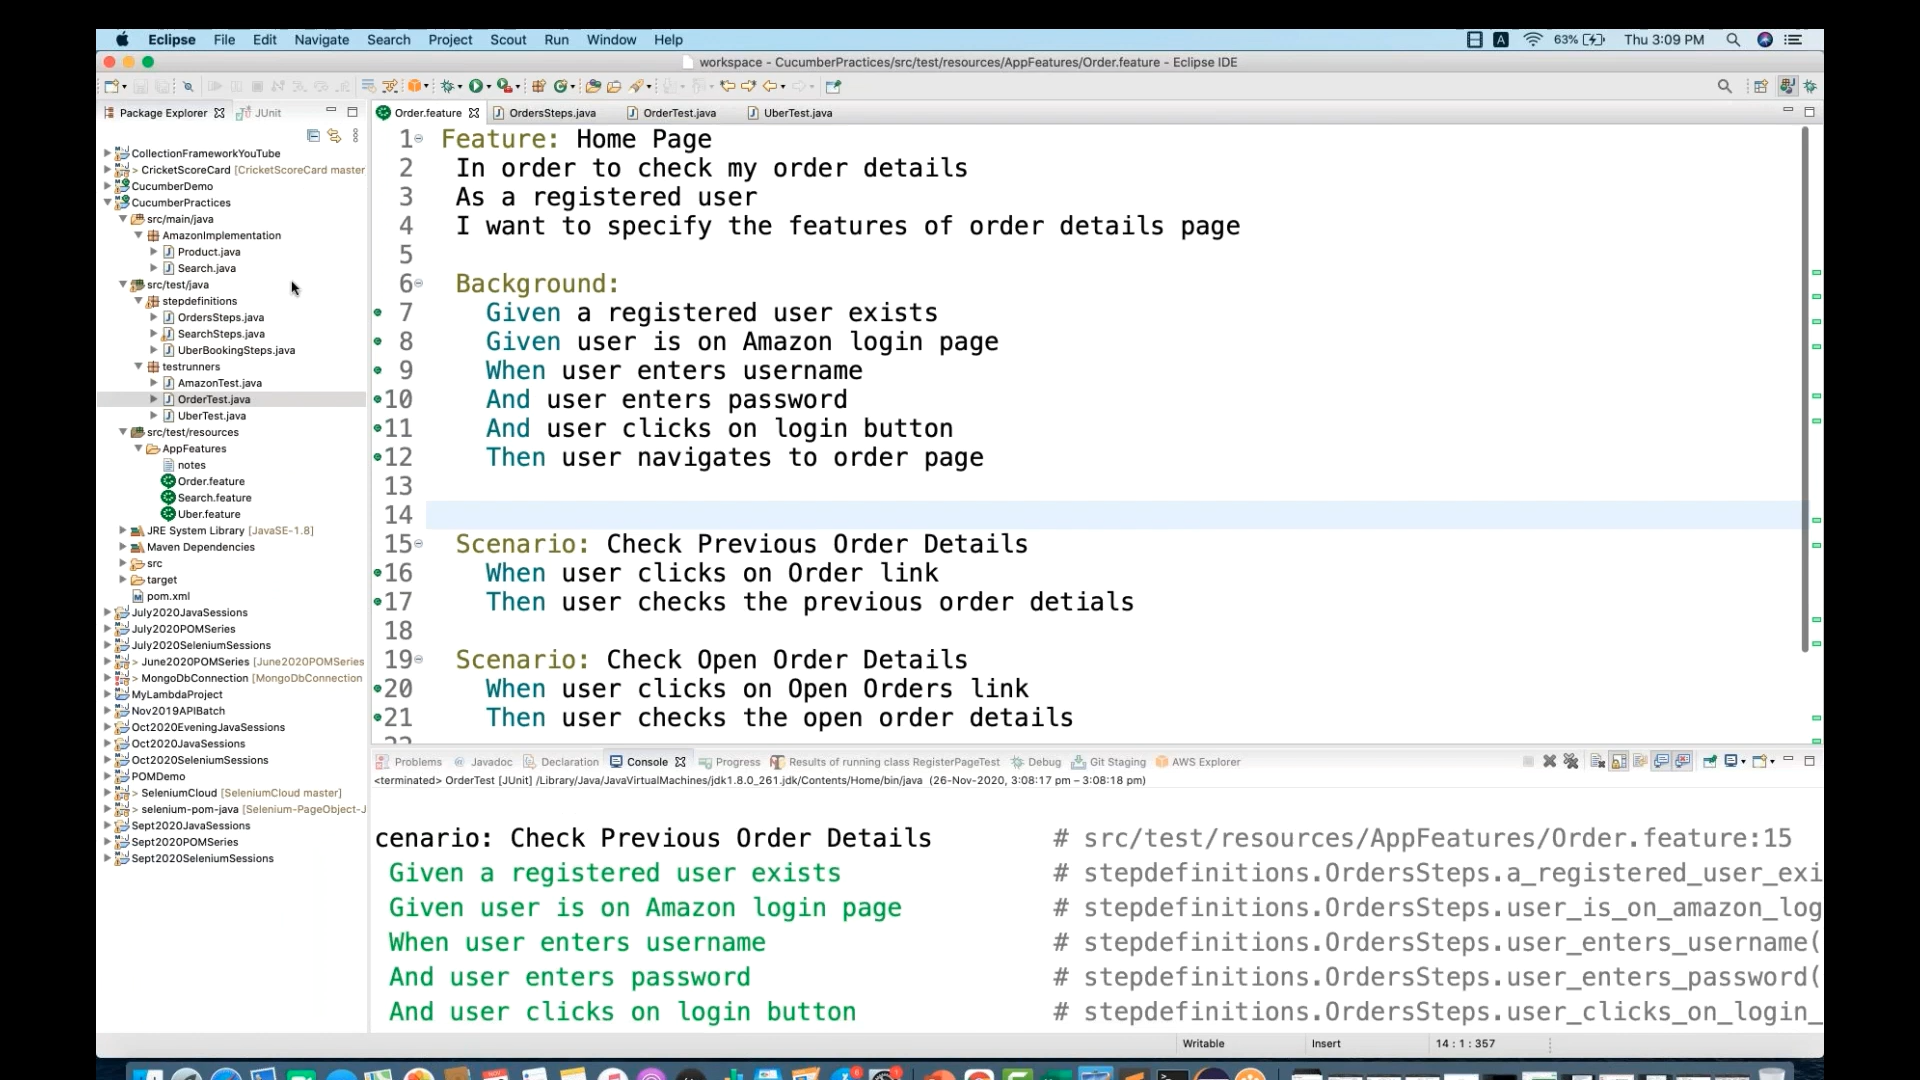 Eclipse File Edit Navigate Search Project Scout Run Window Help
63% Thu 3:09 PM
workspace - CucumberPractices/src/test/resources/AppFeatures/Order.feature - Eclipse IDE
Package Explorer JUnit
CollectionFrameworkYouTube
> CricketScoreCard [CricketScoreCard master
CucumberDemo
CucumberPractices
src/main/java
AmazonImplementation
Product.java
Search.java
src/test/java
stepdefinitions
OrdersSteps.java
SearchSteps.java
UberBookingSteps.java
testrunners
AmazonTest.java
OrderTest.java
UberTest.java
src/test/resources
AppFeatures
notes
Order.feature
Search.feature
Uber.feature
JRE System Library [JavaSE-1.8]
Maven Dependencies
src
target
pom.xml
July2020JavaSessions
July2020POMSeries
July2020SeleniumSessions
> June2020POMSeries [June2020POMSeries
> MongoDbConnection [MongoDbConnection
MyLambdaProject
Nov2019APIBatch
Oct2020EveningJavaSessions
Oct2020JavaSessions
Oct2020SeleniumSessions
POMDemo
> SeleniumCloud [SeleniumCloud master]
> selenium-pom-java [Selenium-PageObject-J
Sept2020JavaSessions
Sept2020POMSeries
Sept2020SeleniumSessions
Order.feature OrdersSteps.java OrderTest.java UberTest.java
1 Feature: Home Page
2 In order to check my order details
3 As a registered user
4 I want to specify the features of order details page
5
6 Background:
7 Given a registered user exists
8 Given user is on Amazon login page
9 When user enters username
10 And user enters password
11 And user clicks on login button
12 Then user navigates to order page
13
14
15 Scenario: Check Previous Order Details
16 When user clicks on Order link
17 Then user checks the previous order detials
18
19 Scenario: Check Open Order Details
20 When user clicks on Open Orders link
21 Then user checks the open order details
Problems Javadoc Declaration Console Progress Results of running class RegisterPageTest Debug Git Staging AWS Explorer
<terminated> OrderTest [JUnit] /Library/Java/JavaVirtualMachines/jdk1.8.0_261.jdk/Contents/Home/bin/java (26-Nov-2020, 3:08:17 pm – 3:08:18 pm)
cenario: Check Previous Order Details # src/test/resources/AppFeatures/Order.feature:15
Given a registered user exists # stepdefinitions.OrdersSteps.a_registered_user_exi
Given user is on Amazon login page # stepdefinitions.OrdersSteps.user_is_on_amazon_log
When user enters username # stepdefinitions.OrdersSteps.user_enters_username(
And user enters password # stepdefinitions.OrdersSteps.user_enters_password(
And user clicks on login button # stepdefinitions.OrdersSteps.user_clicks_on_login_
Writable Insert 14 : 1 : 357